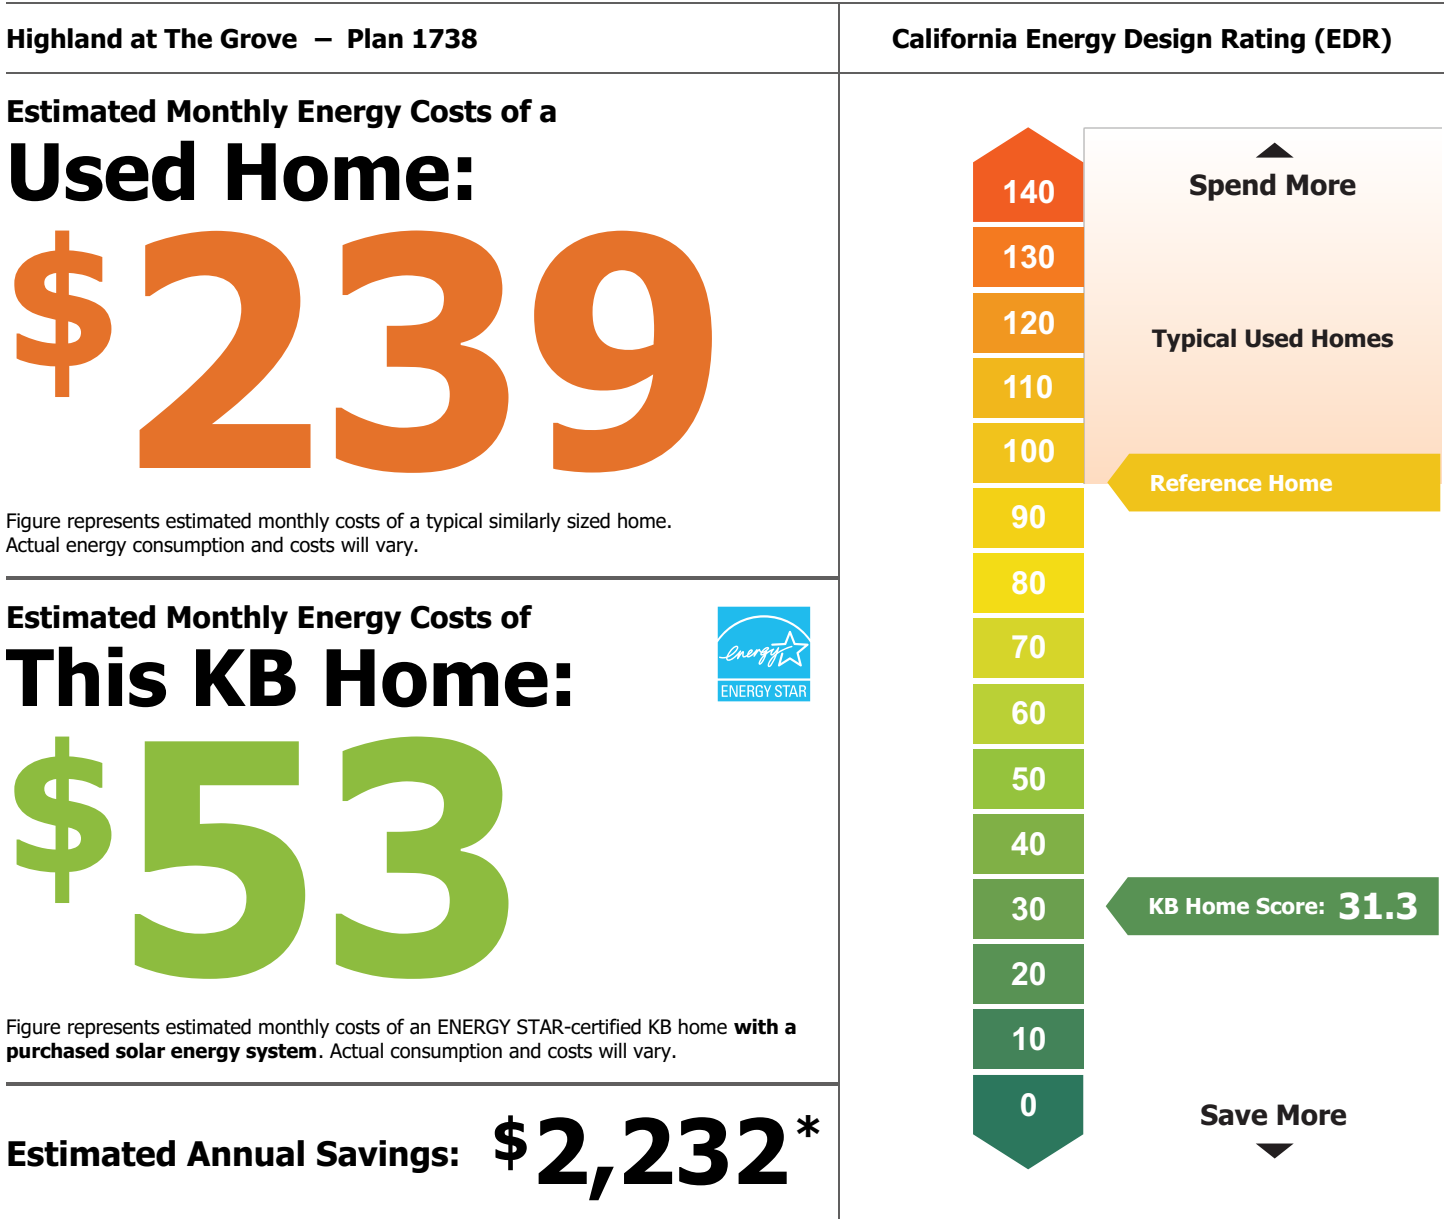 Highland at The Grove – Plan 1738
Estimated Monthly Energy Costs of a
Used Home:
$239
Figure represents estimated monthly costs of a typical similarly sized home.
Actual energy consumption and costs will vary.
Estimated Monthly Energy Costs of
This KB Home:
energy
ENERGY STAR
$53
Figure represents estimated monthly costs of an ENERGY STAR-certified KB home with a
purchased solar energy system. Actual consumption and costs will vary.
Estimated Annual Savings: $2,232*
California Energy Design Rating (EDR)
140
130
120
110
100
90
80
70
60
50
40
30
20
10
0
Spend More
Typical Used Homes
Reference Home
KB Home Score: 31.3
Save More